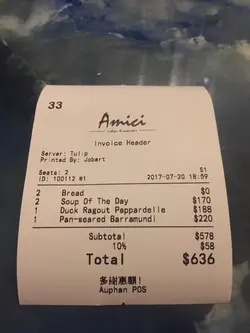 33
Amici
Invoice Header
Server: Tulip
Printed By: Jobert
Seats: 2 51
ID: 100112 #1 2017-07-20 18:59
2 Bread $0
2 Soup Of The Day $170
1 Duck Ragout Pappardelle $188
1 Pan-seared Barramundi $220
Subtotal $578
10% $58
Total $636
多謝惠顧!
Auphan POS